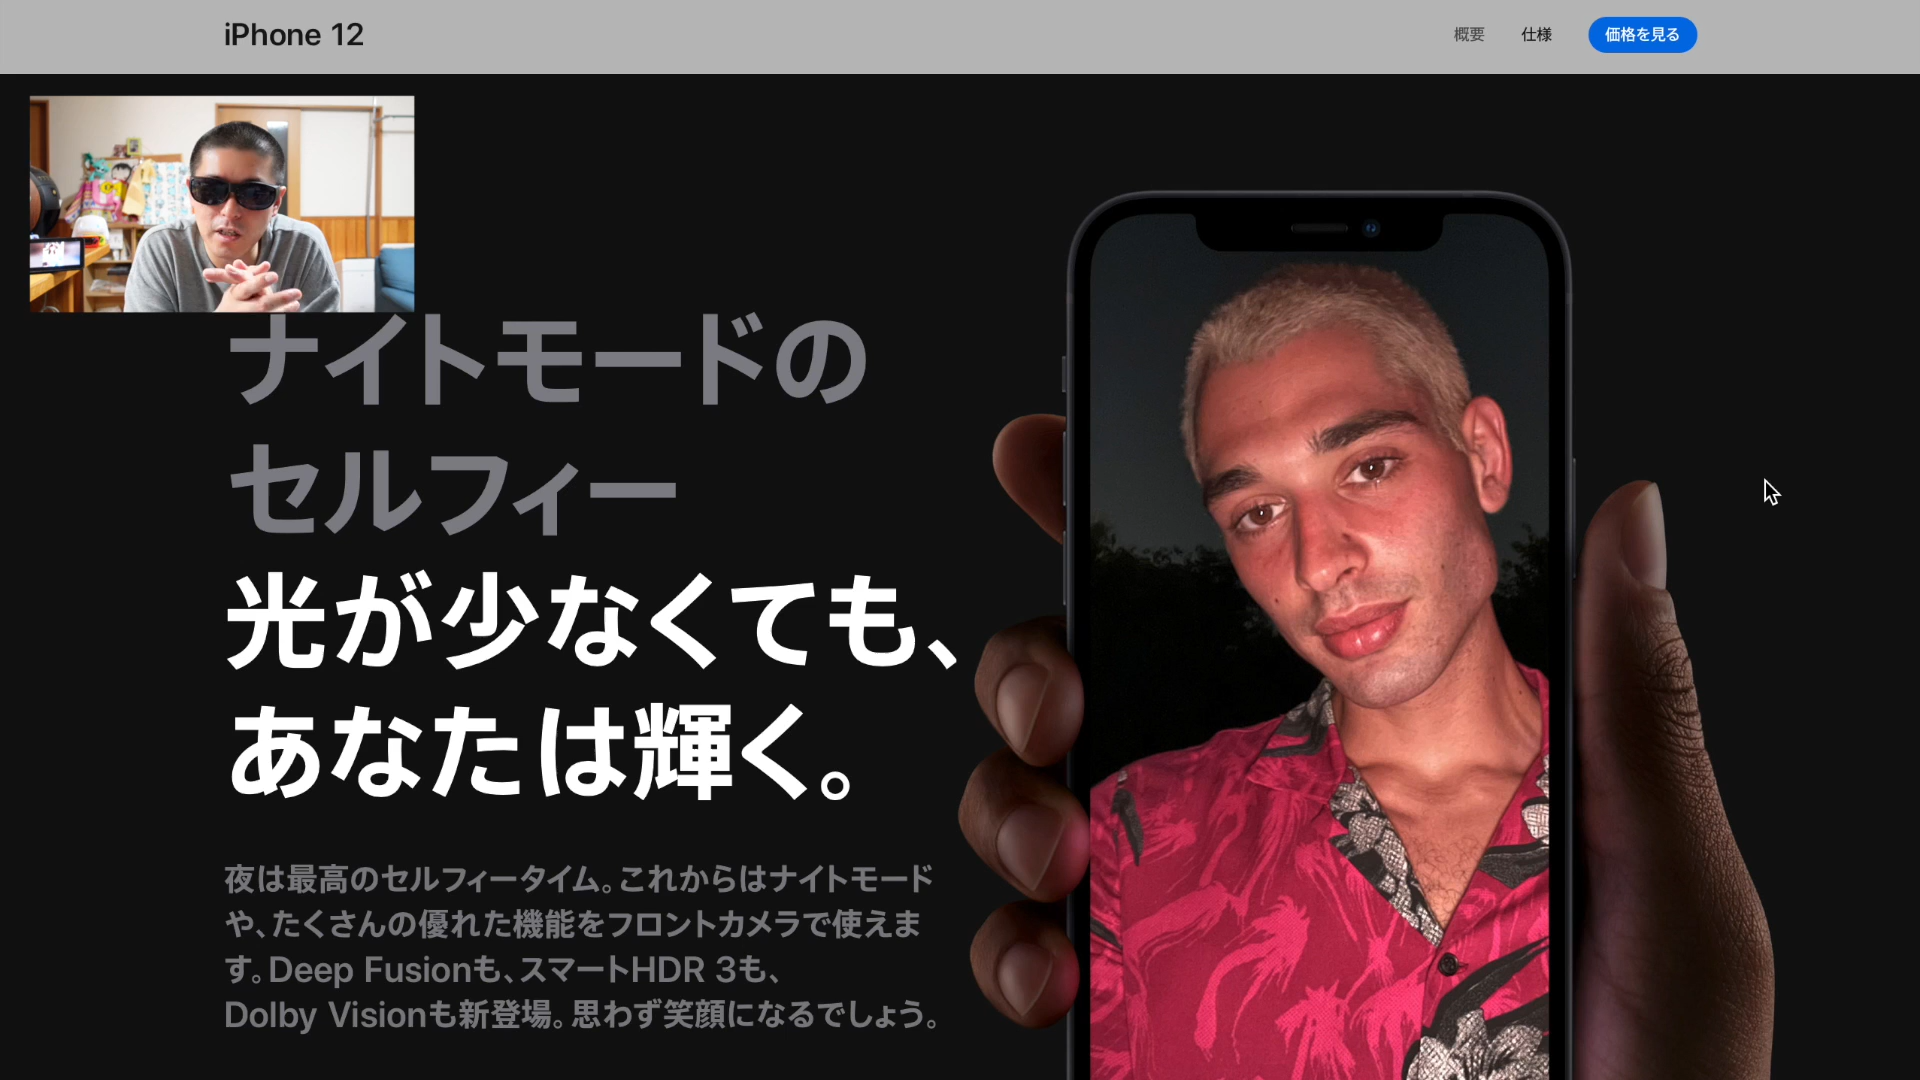 iPhone 12
概要
仕様
価格を見る
ナイトモードの
セルフィー
光が少なくても、
あなたは輝く。
夜は最高のセルフィータイム。これからはナイトモード
や、たくさんの優れた機能をフロントカメラで使えま
す。Deep Fusionも、スマートHDR 3も、
Dolby Visionも新登場。思わず笑顔になるでしょう。